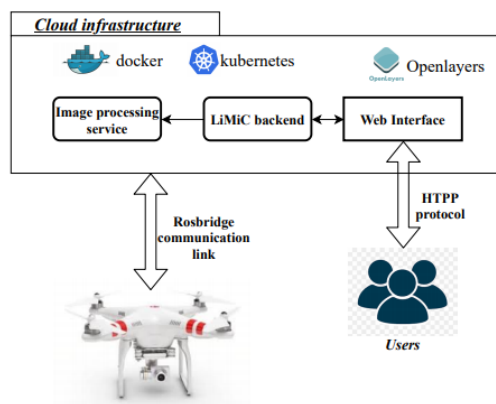 Cloud infrastructure
docker
kubernetes
Openlayers
OpenLayers
Image processing
service
LiMiC backend
Web Interface
Rosbridge
communication
link
HTPP
protocol
Users